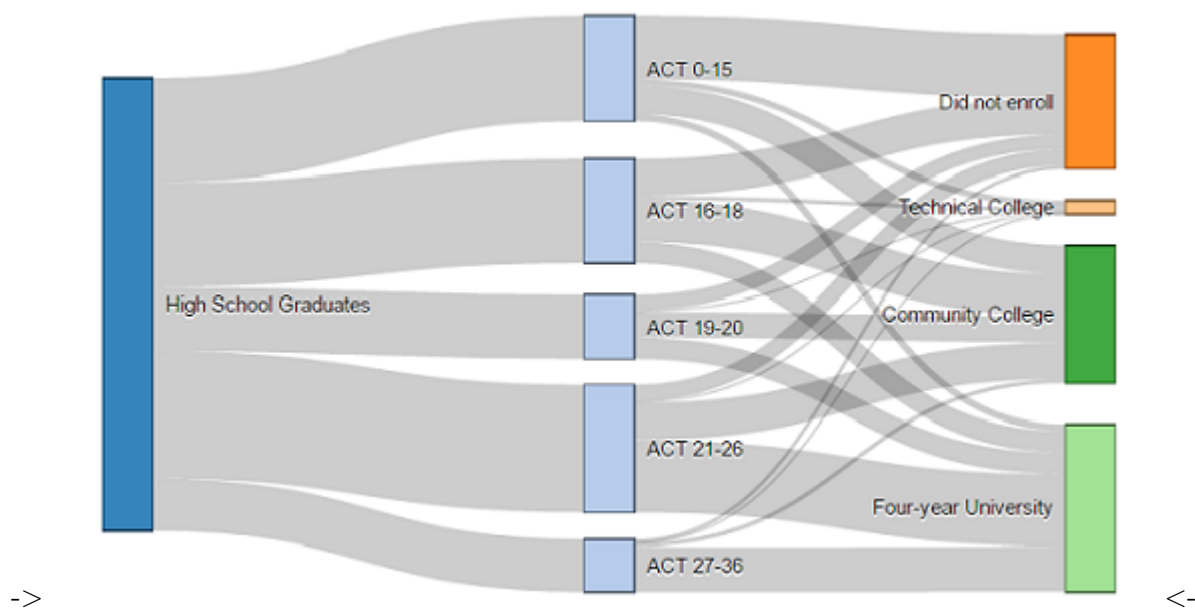 ACT 0-15
Did not enroll
ACT 16-18
Technical College
High School Graduates
Community College
ACT 19-20
ACT 21-26
Four-year University
ACT 27-36
-> <-